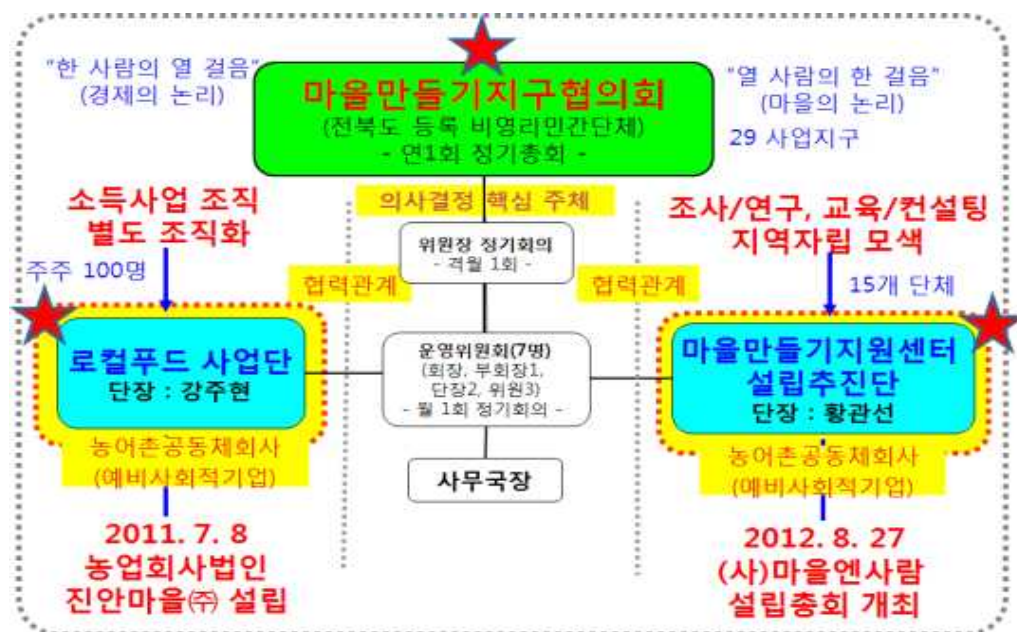 "한 사람의 열 걸음"
(경제의 논리)
마을만들기지구협의회
(전북도 등록 비영리민간단체)
- 연1회 정기총회 -
"열 사람의 한 걸음"
(마을의 논리)
29 사업지구
소득사업 조직
별도 조직화
의사결정 핵심 주체
조사/연구, 교육/컨설팅
지역자립 모색
위원장 정기회의
- 격월 1회 -
주주 100명
협력관계
협력관계
15개 단체
로컬푸드 사업단
단장 : 강주현
운영위원회(7명)
(회장, 부회장1,
단장2, 위원3)
- 월 1회 정기회의 -
마을만들기지원센터
설립추진단
단장 : 황관선
농어촌공동체회사
(예비사회적기업)
사무국장
농어촌공동체회사
(예비사회적기업)
2011. 7. 8
농업회사법인
진안마을㈜ 설립
2012. 8. 27
(사)마을엔사람
설립총회 개최